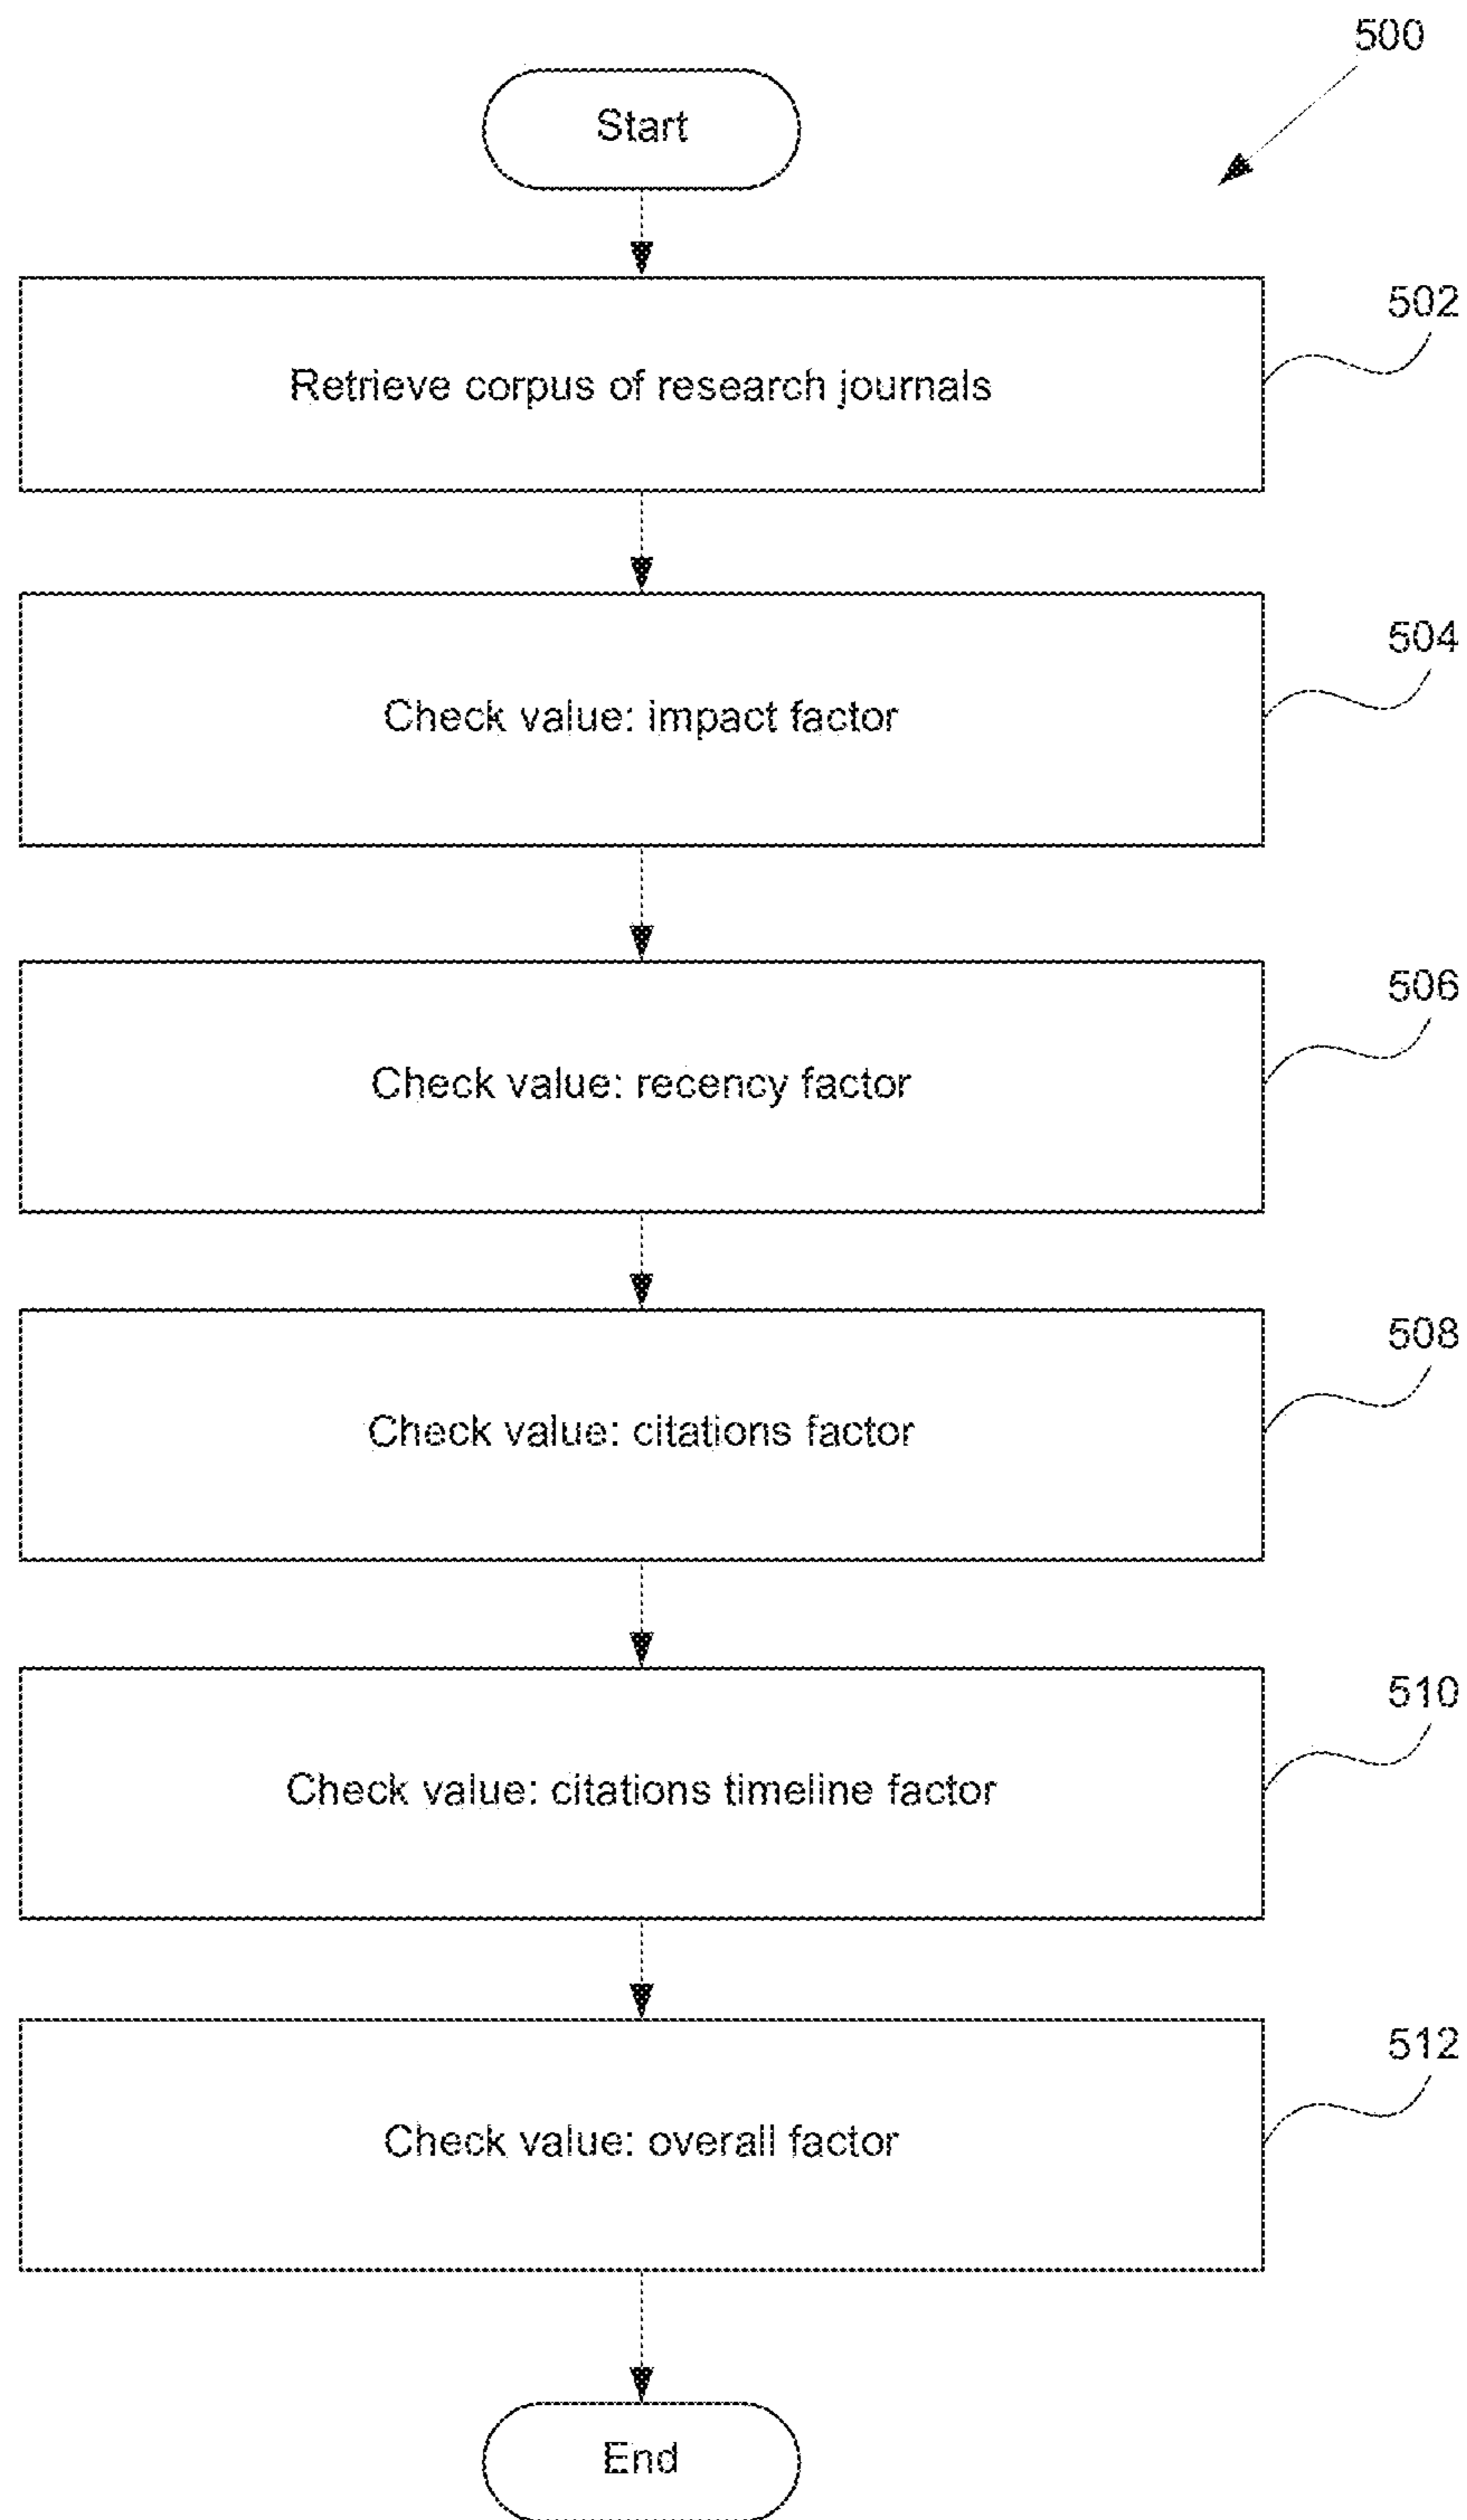 500
Start
502
Retrieve corpus of research journals
504
Check value: impact factor
506
Check value: recency factor
508
Check value: citations factor
510
Check value: citations timeline factor
512
Check value: overall factor
End